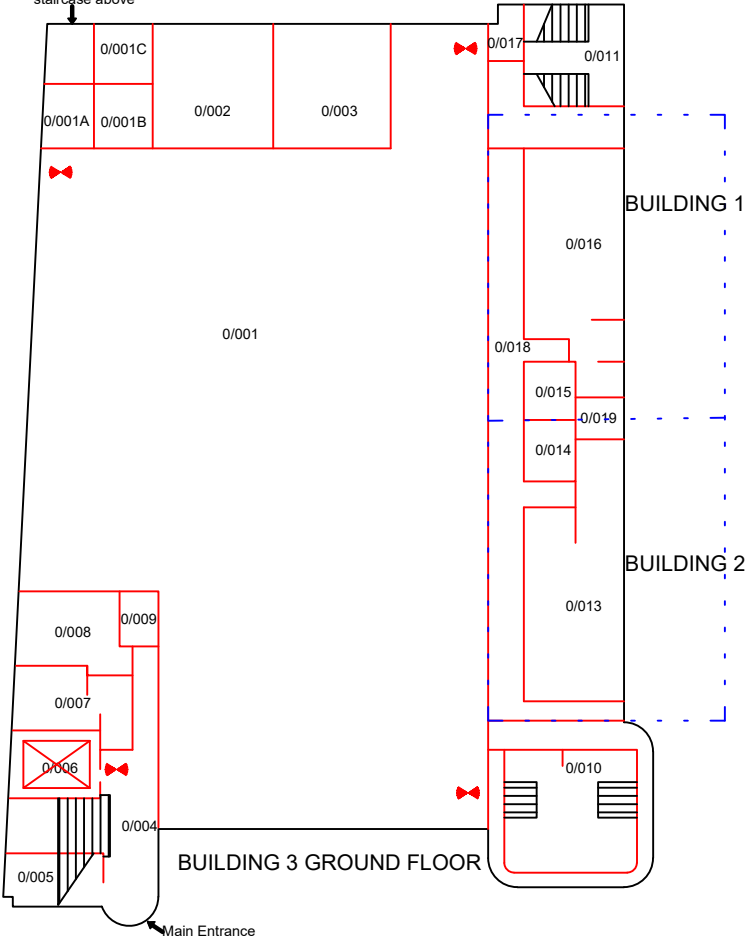 staircase above
0/017
0/011
0/001C
0/001A
0/001B
0/002
0/003
BUILDING 1
0/016
0/001
0/018
0/015
0/019
0/014
BUILDING 2
0/013
0/009
0/008
0/007
0/006
0/010
0/004
BUILDING 3 GROUND FLOOR
0/005
Main Entrance